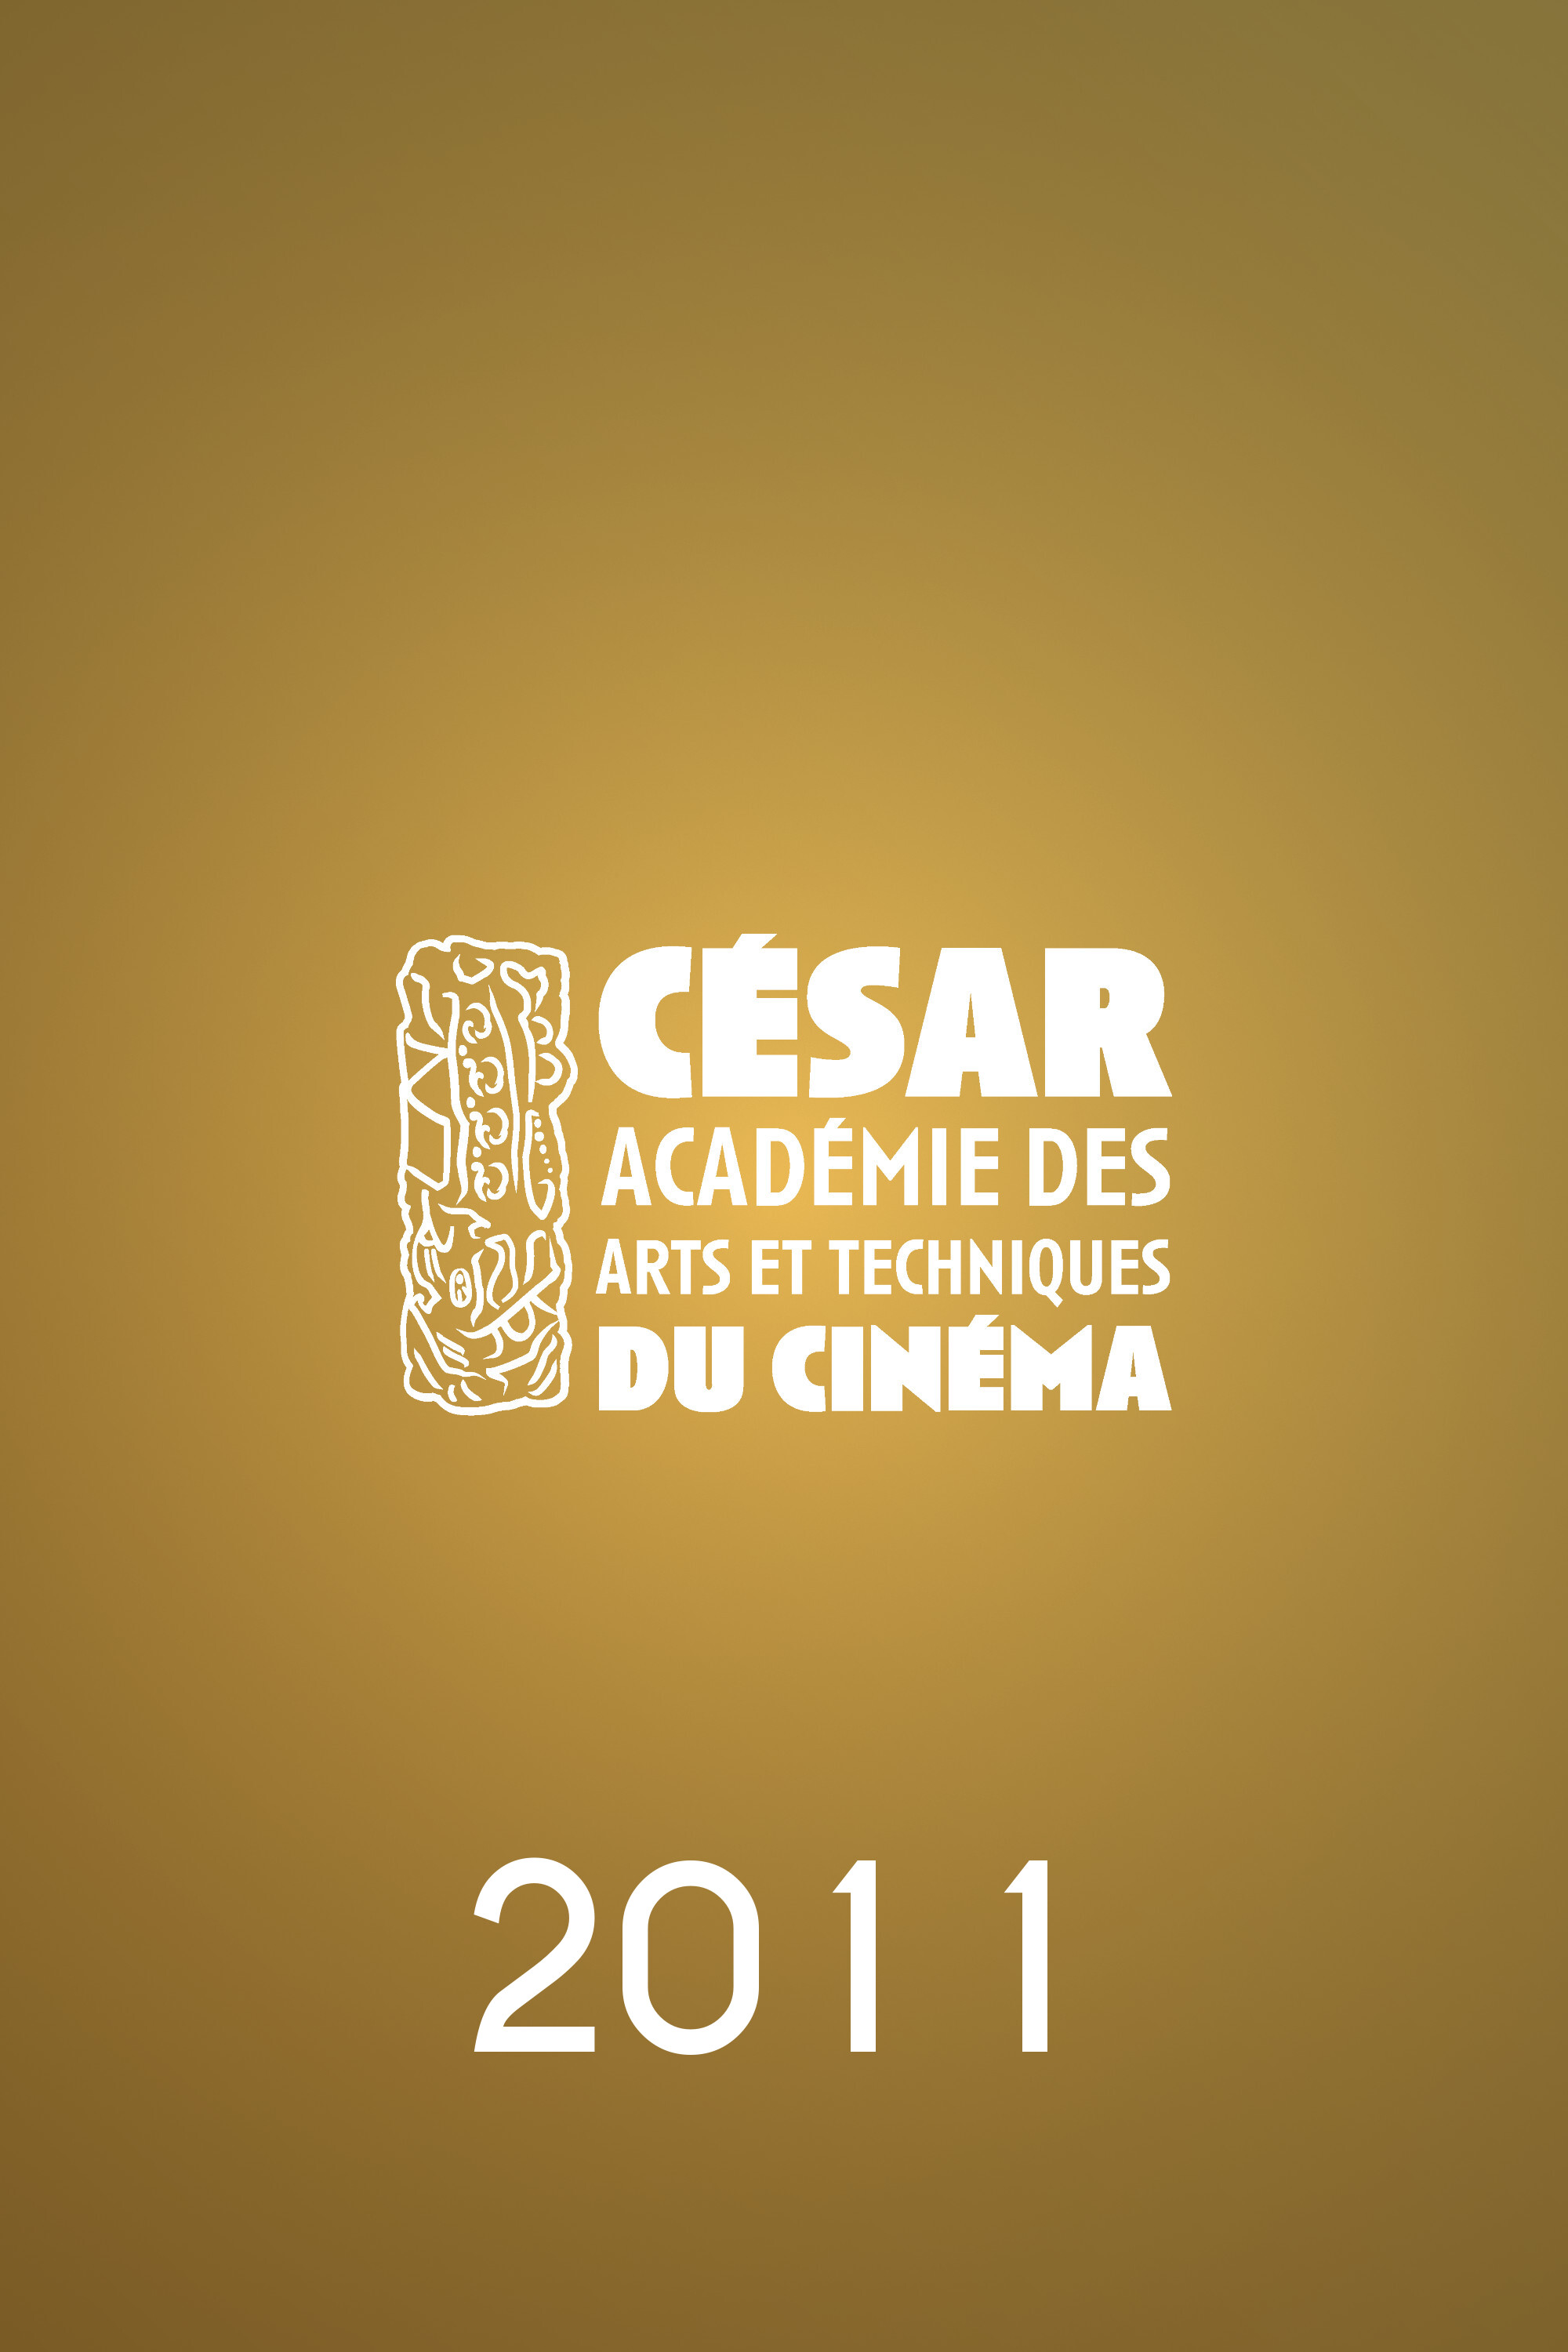 CÉSAR
ACADÉMIE DES
ARTS ET TECHNIQUES
DU CINÉMA
2011